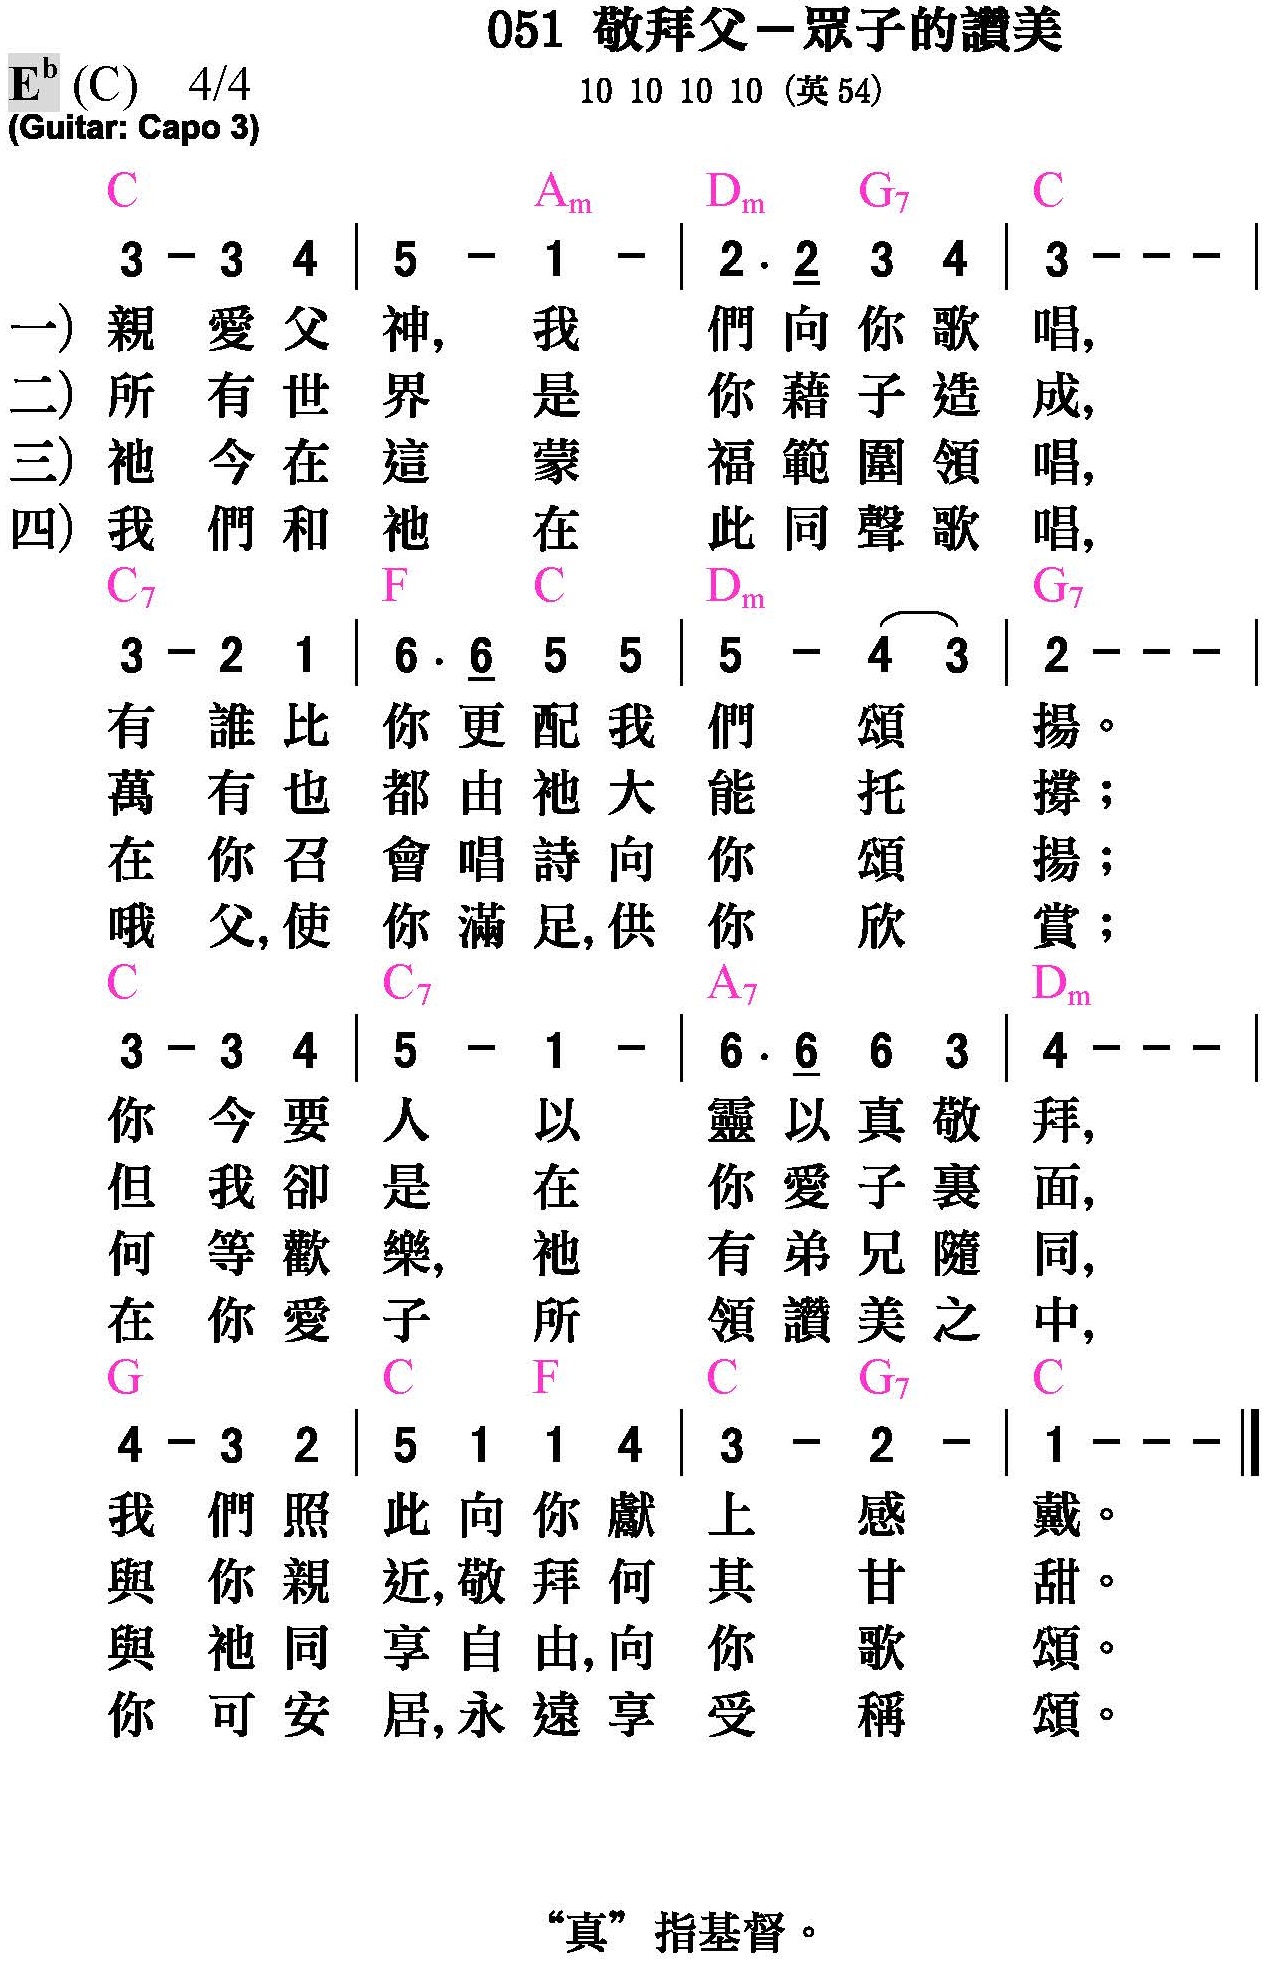 051 敬拜父－眾子的讚美
E♭ (C) 4/4
10 10 10 10 (英54)
(Guitar: Capo 3)
C Am Dm G7 C
3 - 3 4 | 5 - 1 - | 2 . 2 3 4 | 3 - - - |
一) 親愛父神, 我們向你歌唱,
二) 所有世界是你藉子造成,
三) 祂今在這蒙福範圍領唱,
四) 我們和祂在此同聲歌唱,
C7 F C Dm G7
3 - 2 1 | 6 . 6 5 5 | 5 - 4 3 | 2 - - - |
有誰比你更配我們頌揚。
萬有也都由祂大能托撐；
在你召會唱詩向你頌揚；
哦父, 使你滿足, 供你欣賞；
C C7 A7 Dm
3 - 3 4 | 5 - 1 - | 6 . 6 6 3 | 4 - - - |
你今要人以靈以真敬拜,
但我卻是在你愛子裏面,
何等歡樂, 祂有弟兄隨同,
在你愛子所領讚美之中,
G C F C G7 C
4 - 3 2 | 5 1 1 4 | 3 - 2 - | 1 - - - ||
我們照此向你獻上感戴。
與你親近, 敬拜何其甘甜。
與祂同享自由, 向你歌頌。
你可安居, 永遠享受稱頌。
“真” 指基督。